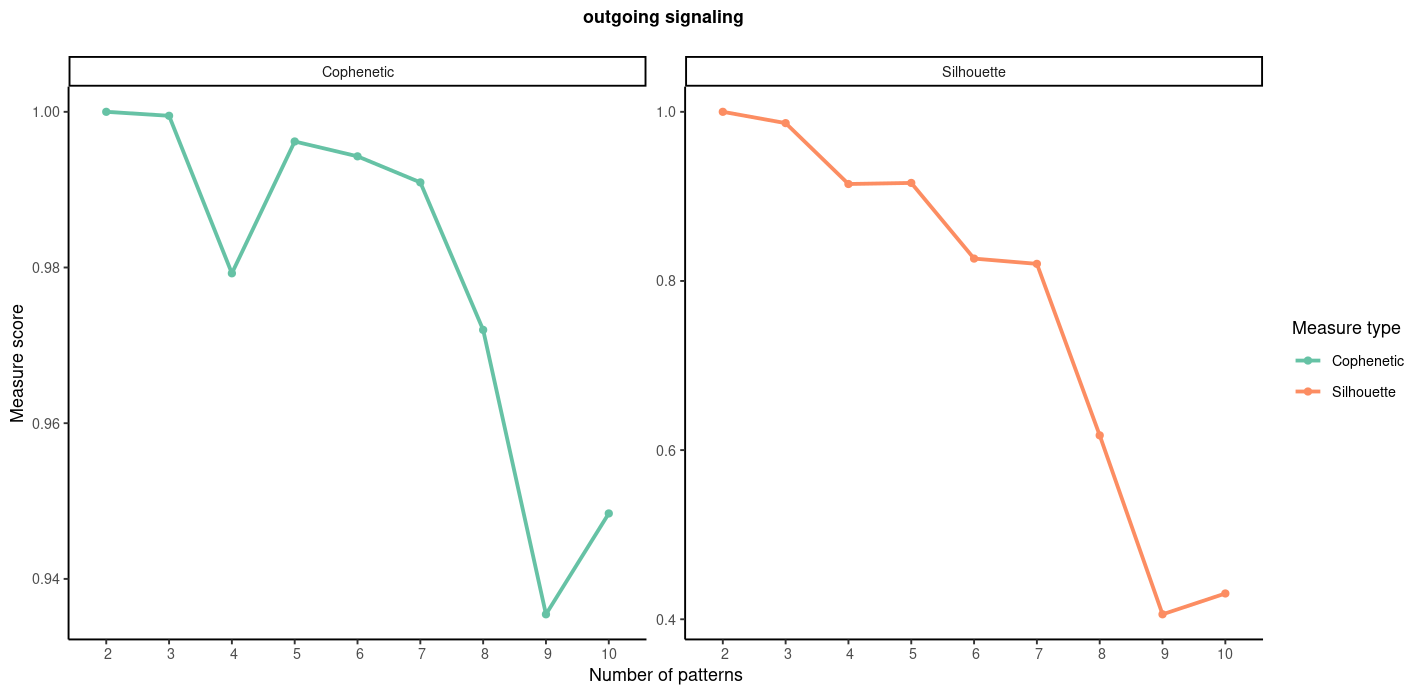 outgoing signaling
Cophenetic
Silhouette
Measure score
1.00
0.98
0.96
0.94
1.0
0.8
0.6
0.4
2 3 4 5 6 7 8 9 10
2 3 4 5 6 7 8 9 10
Number of patterns
Measure type
Cophenetic
Silhouette